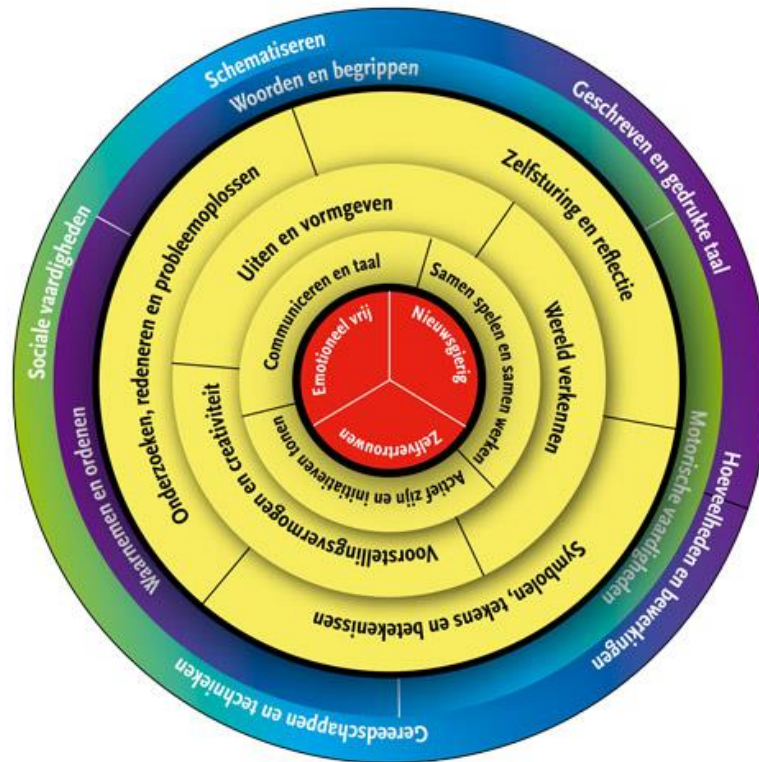 Schematiseren
Woorden en begrippen
Geschreven en gedrukte taal
Sociale vaardigheden
Onderzoeken, redeneren en probleemoplossen
Zelfsturing en reflectie
Uiten en vormgeven
Communiceren en taal
Samen spelen en samen werken
Wereld verkennen
Emotioneel vrij
Nieuwsgierig
Zelfvertrouwen
Actief zijn en initiatieven tonen
Voorstellingsvermogen en creativiteit
Waarnemen en ordenen
Motorische vaardigheden
Hoeveelheden en bewerkingen
Symbolen, tekens en betekenissen
Gereedschappen en technieken